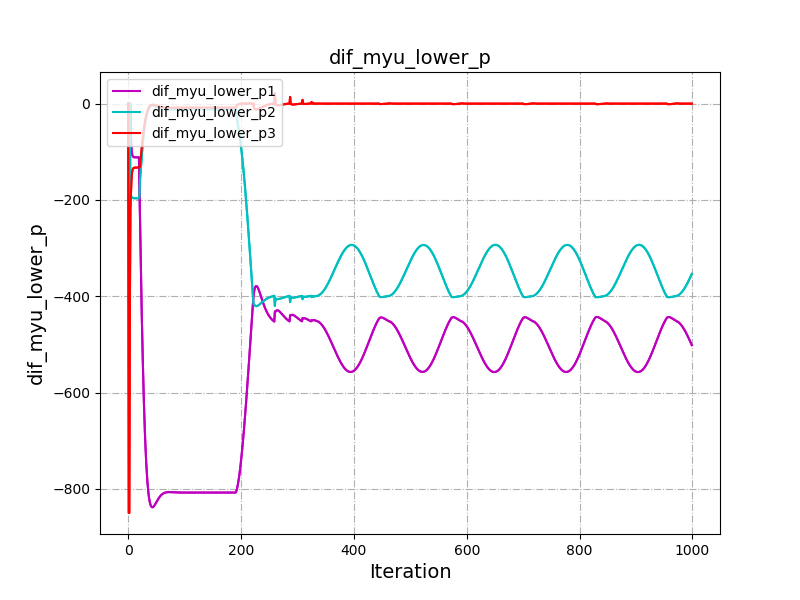 dif_myu_lower_p
dif_myu_lower_p1
dif_myu_lower_p2
dif_myu_lower_p3
dif_myu_lower_p
0
−200
−400
−600
−800
0 200 400 600 800 1000
Iteration